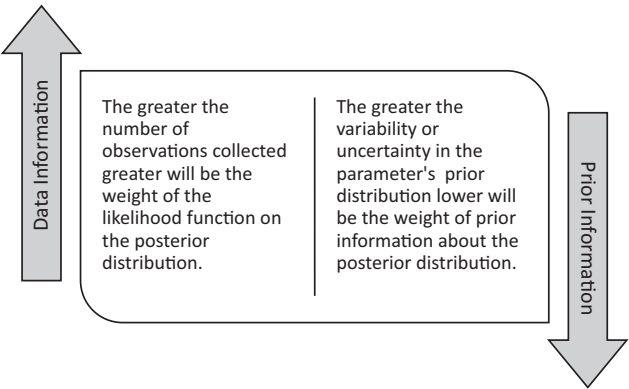 Data Information
The greater the
number of
observations collected
greater will be the
weight of the
likelihood function on
the posterior
distribution.
The greater the
variability or
uncertainty in the
parameter's prior
distribution lower will
be the weight of prior
information about the
posterior distribution.
Prior Information